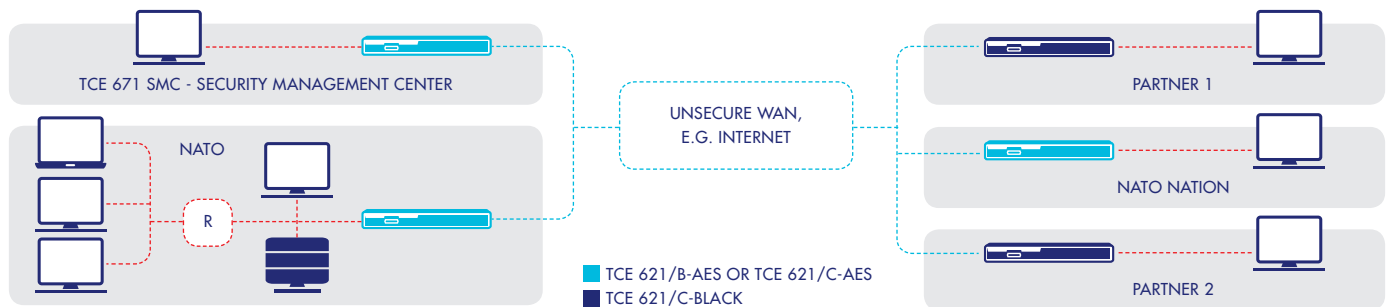 TCE 671 SMC - SECURITY MANAGEMENT CENTER
NATO
R
UNSECURE WAN,
E.G. INTERNET
TCE 621/B-AES OR TCE 621/C-AES
TCE 621/C-BLACK
PARTNER 1
NATO NATION
PARTNER 2